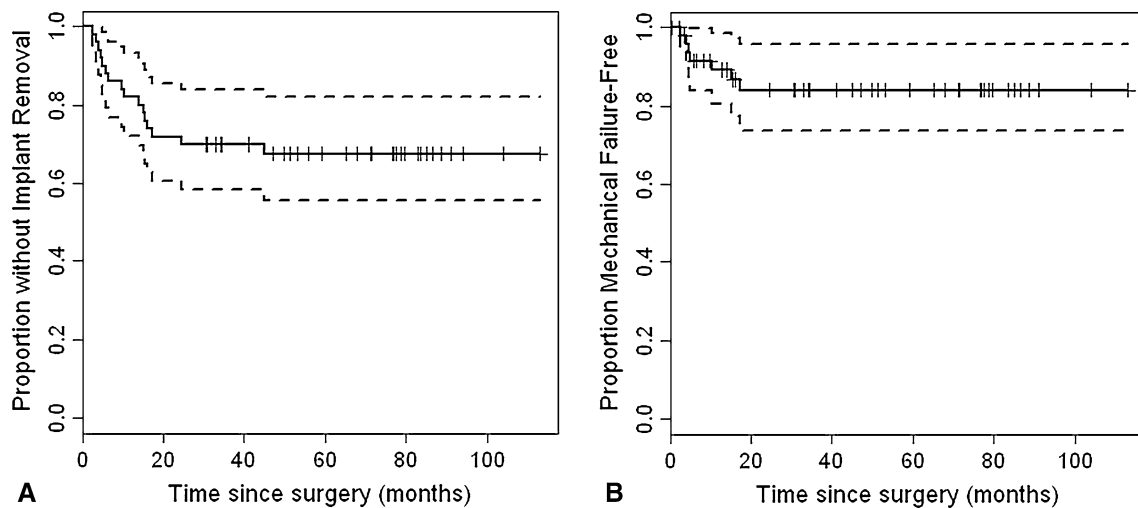 Proportion without Implant Removal
1.0
0.8
0.6
0.4
0.2
0.0
0 20 40 60 80 100
Time since surgery (months)
A
Proportion Mechanical Failure-Free
1.0
0.8
0.6
0.4
0.2
0.0
0 20 40 60 80 100
Time since surgery (months)
B